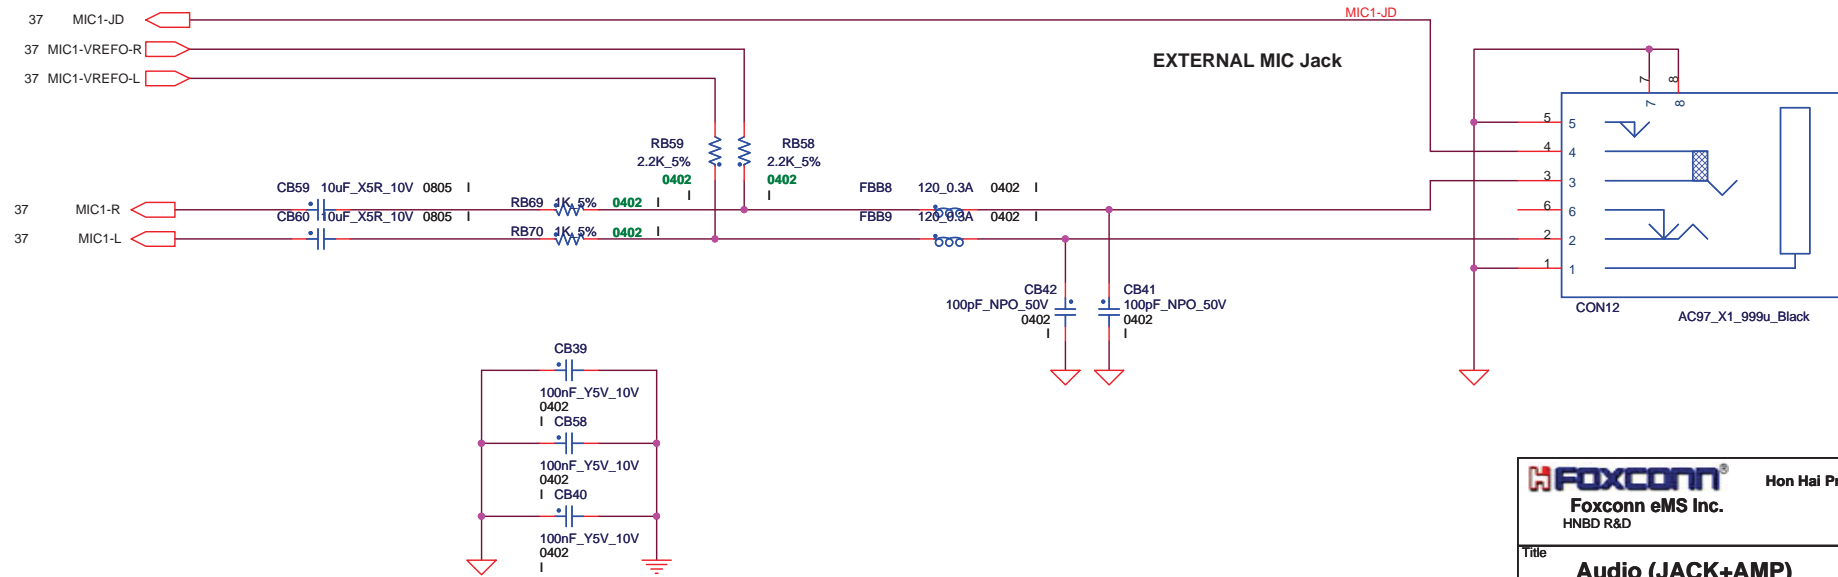 37 MIC1-JD
MIC1-JD
37 MIC1-VREFO-R
37 MIC1-VREFO-L
EXTERNAL MIC Jack
RB59
2.2K_5%
0402
I
RB58
2.2K_5%
0402
I
CB59 10uF_X5R_10V 0805 I
37 MIC1-R
CB60 10uF_X5R_10V 0805 I
37 MIC1-L
RB69 1K_5% 0402 I
RB70 1K_5% 0402 I
FBB8 120_0.3A 0402 I
FBB9 120_0.3A 0402 I
CB42
100pF_NPO_50V
0402
I
CB41
100pF_NPO_50V
0402
I
7 8
7 8
5 5
4 4
3 3
6 6
2 2
1 1
CON12
AC97_X1_999u_Black
CB39
100nF_Y5V_10V
0402
I
CB58
100nF_Y5V_10V
0402
I
CB40
100nF_Y5V_10V
0402
I
FOXCONN® Hon Hai Pr
Foxconn eMS Inc.
HNBD R&D
Title
Audio (JACK+AMP)